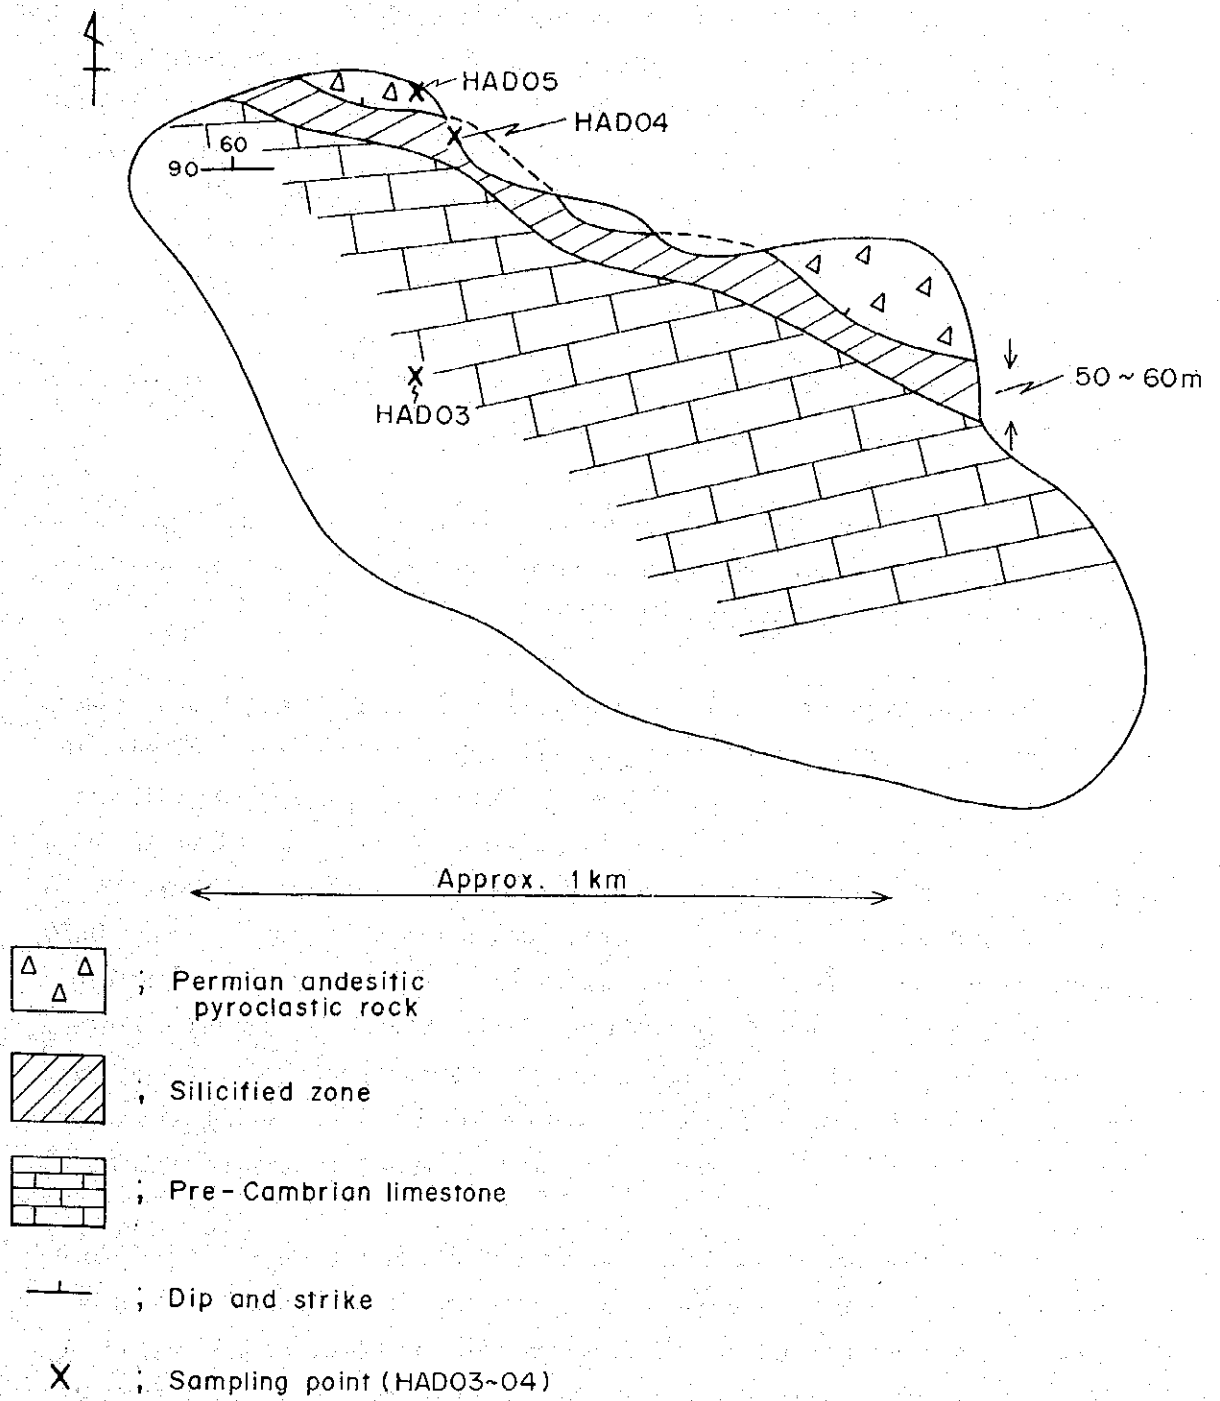 HAD05
HAD04
60
90
50~60m
HAD03
Approx. 1km
; Permian andesitic
pyroclastic rock
; Silicified zone
; Pre-Cambrian limestone
; Dip and strike
X ; Sampling point (HAD03~04)